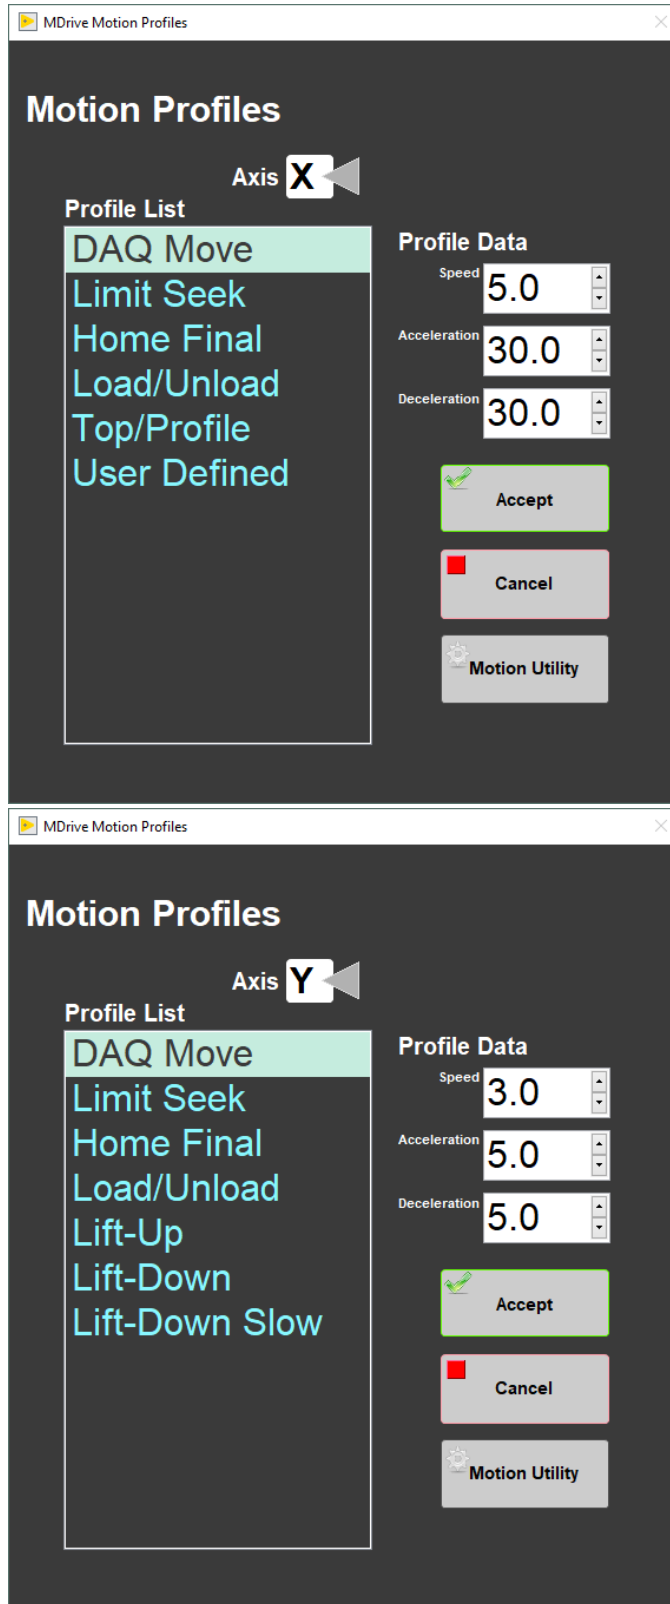 MDrive Motion Profiles
Motion Profiles
Axis X
Profile List
DAQ Move
Limit Seek
Home Final
Load/Unload
Top/Profile
User Defined
Profile Data
Speed 5.0
Acceleration 30.0
Deceleration 30.0
Accept
Cancel
Motion Utility
MDrive Motion Profiles
Motion Profiles
Axis Y
Profile List
DAQ Move
Limit Seek
Home Final
Load/Unload
Lift-Up
Lift-Down
Lift-Down Slow
Profile Data
Speed 3.0
Acceleration 5.0
Deceleration 5.0
Accept
Cancel
Motion Utility